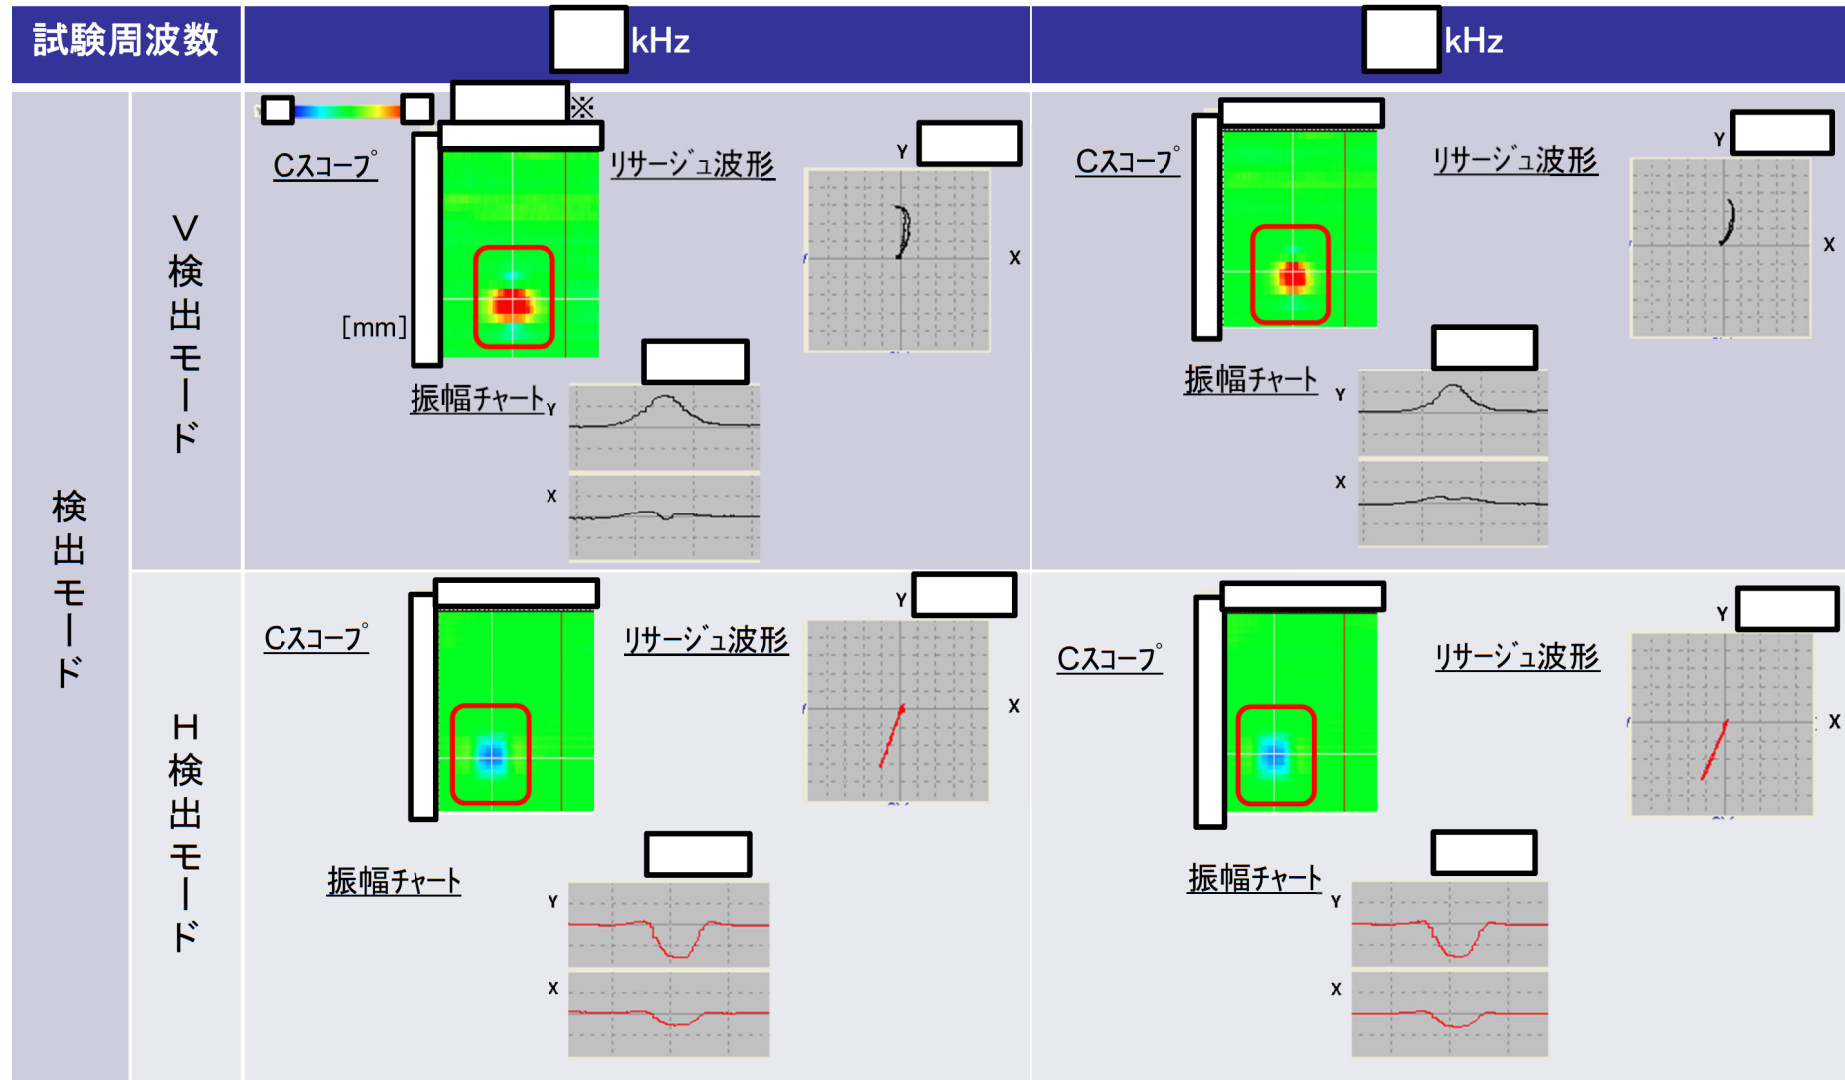 試験周波数
kHz
kHz
検出モード
V検出モード
※
Cスコープ
[mm]
リサージュ波形
Y
X
振幅チャート
Y
X
Cスコープ
リサージュ波形
Y
X
振幅チャート
Y
X
H検出モード
Cスコープ
リサージュ波形
Y
X
振幅チャート
Y
X
Cスコープ
リサージュ波形
Y
X
振幅チャート
Y
X